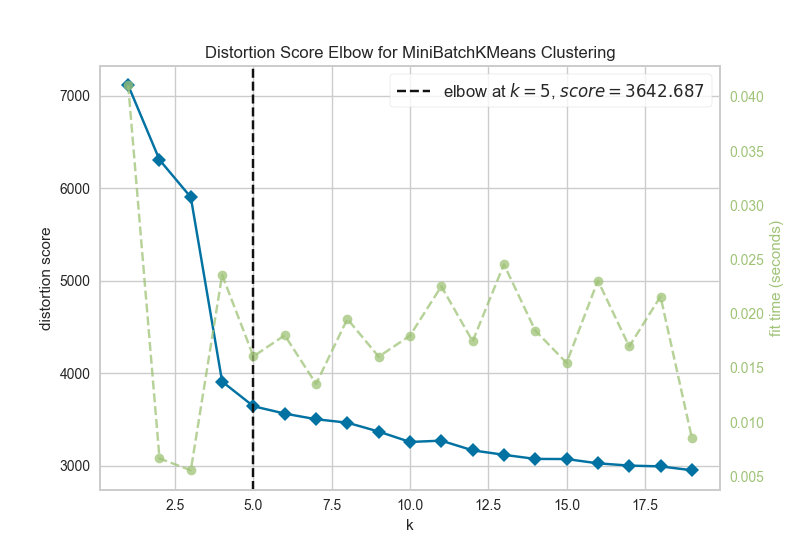 Distortion Score Elbow for MiniBatchKMeans Clustering
elbow at k = 5, score = 3642.687
7000
6000
5000
4000
3000
distortion score
0.040
0.035
0.030
0.025
0.020
0.015
0.010
0.005
fit time (seconds)
2.5 5.0 7.5 10.0 12.5 15.0 17.5
k